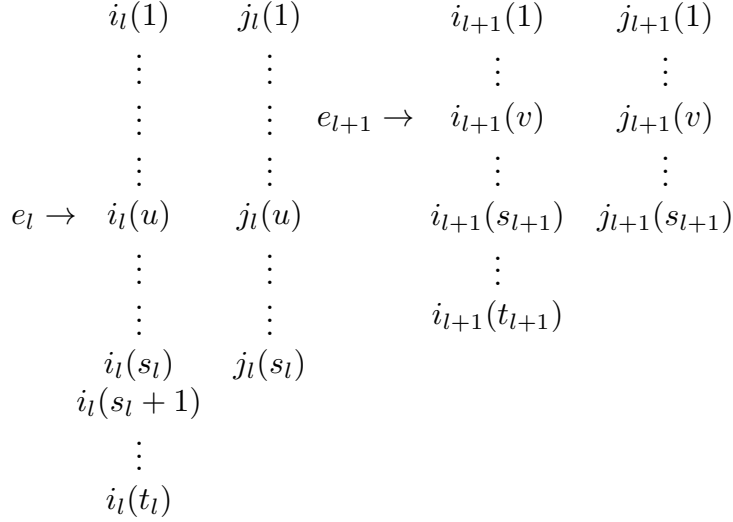 i_l(1) j_l(1) i_{l+1}(1) j_{l+1}(1)
⋮ ⋮ ⋮ ⋮
⋮ ⋮ e_{l+1} → i_{l+1}(v) j_{l+1}(v)
⋮ ⋮ ⋮ ⋮
e_l → i_l(u) j_l(u) i_{l+1}(s_{l+1}) j_{l+1}(s_{l+1})
⋮ ⋮ ⋮
⋮ ⋮ i_{l+1}(t_{l+1})
i_l(s_l) j_l(s_l)
i_l(s_l + 1)
⋮
i_l(t_l)